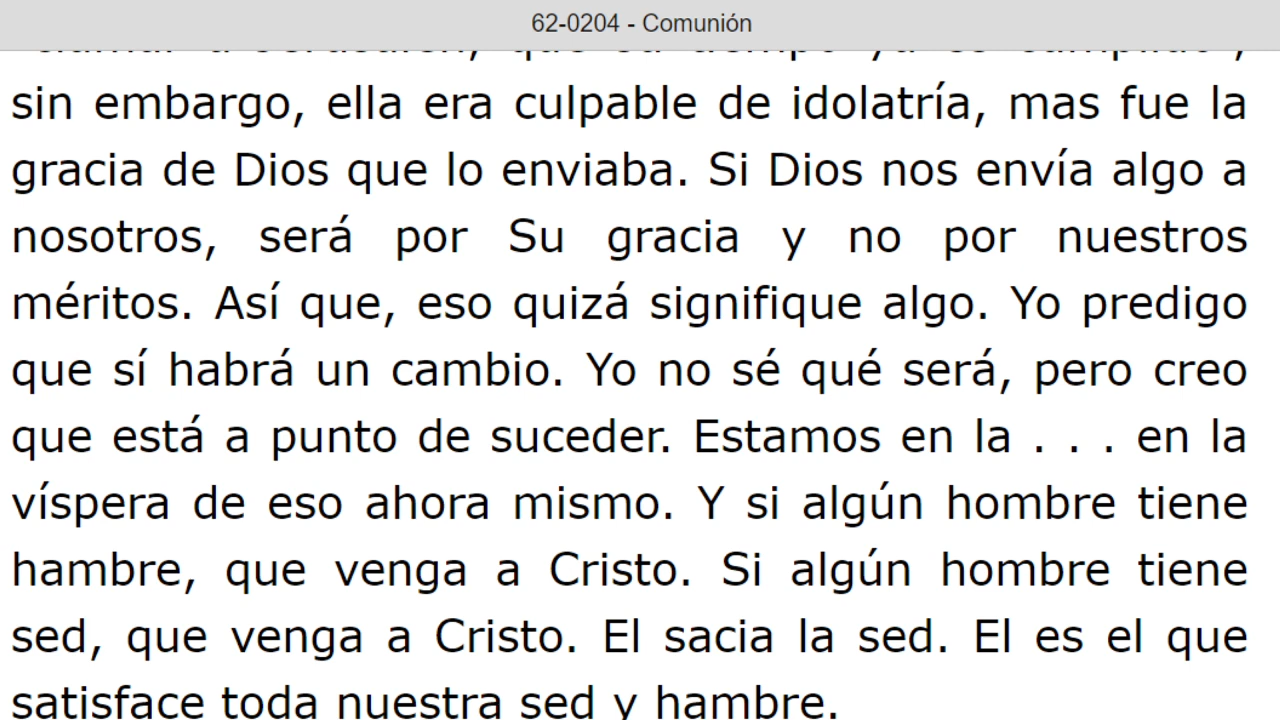 62-0204 - Comunión
sin embargo, ella era culpable de idolatría, mas fue la
gracia de Dios que lo enviaba. Si Dios nos envía algo a
nosotros, será por Su gracia y no por nuestros
méritos. Así que, eso quizá signifique algo. Yo predigo
que sí habrá un cambio. Yo no sé qué será, pero creo
que está a punto de suceder. Estamos en la . . . en la
víspera de eso ahora mismo. Y si algún hombre tiene
hambre, que venga a Cristo. Si algún hombre tiene
sed, que venga a Cristo. El sacia la sed. El es el que
satisface toda nuestra sed y hambre.